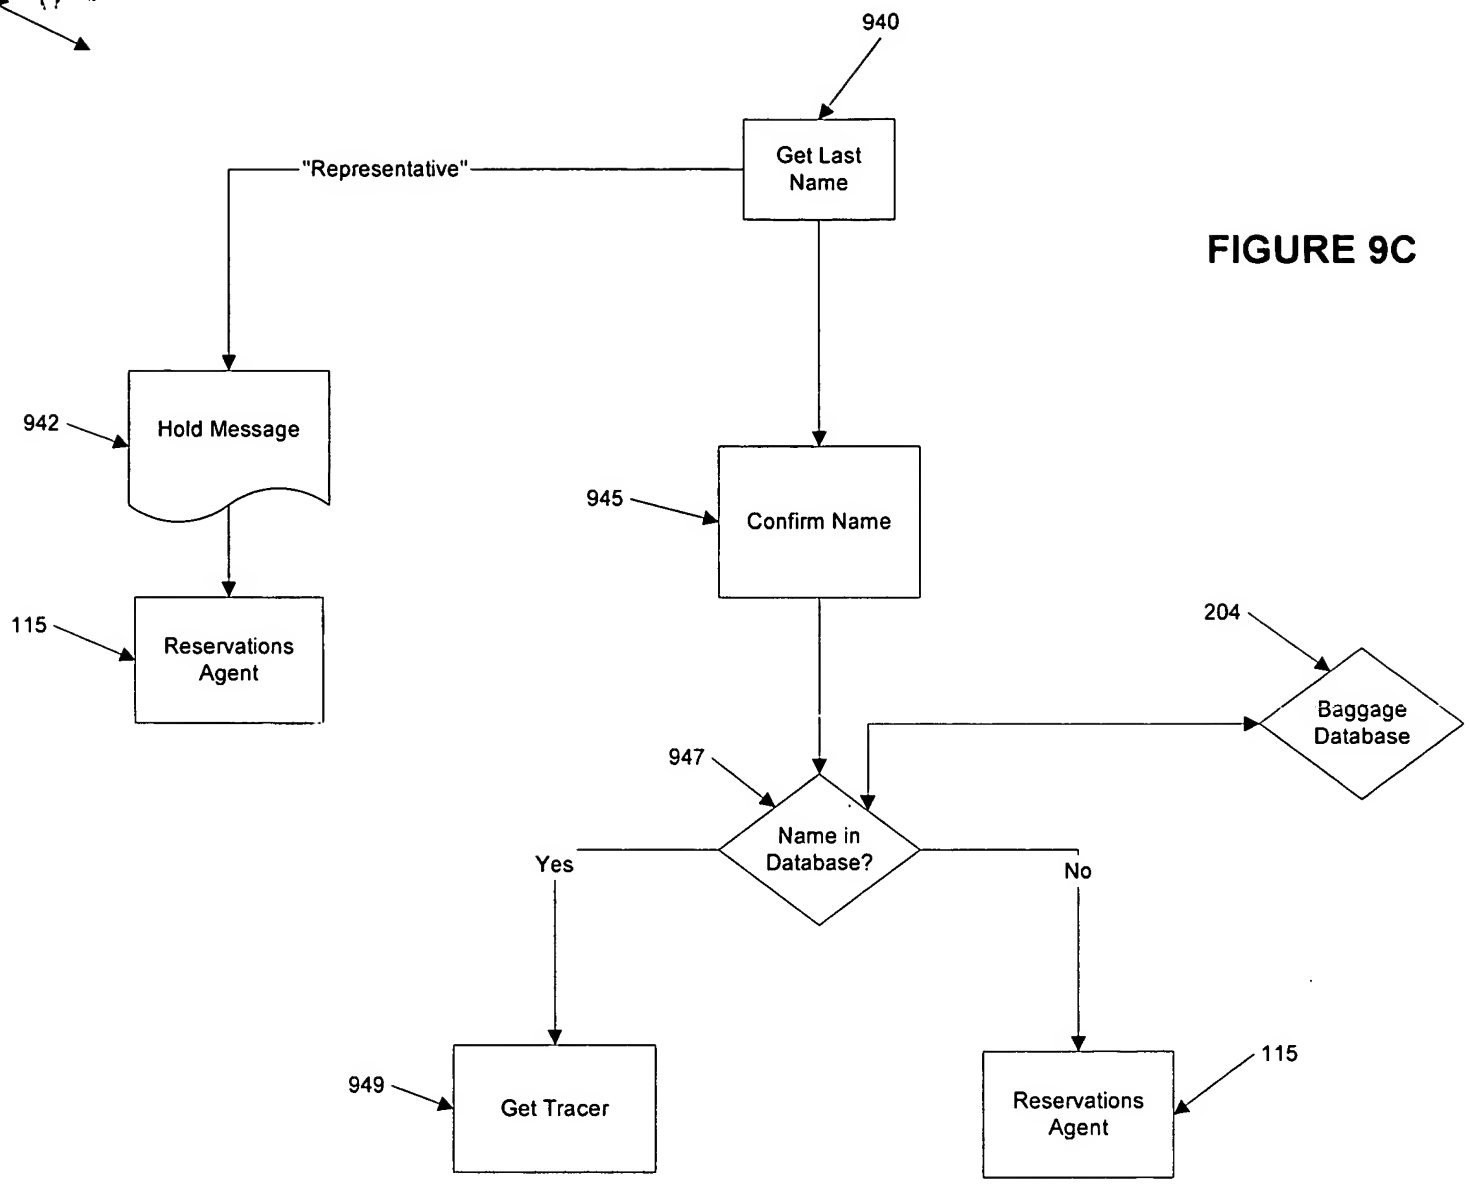 940
Get Last
Name
"Representative"
FIGURE 9C
942
Hold Message
945
Confirm Name
115
Reservations
Agent
204
Baggage
Database
947
Name in
Database?
Yes
No
949
Get Tracer
Reservations
Agent
115